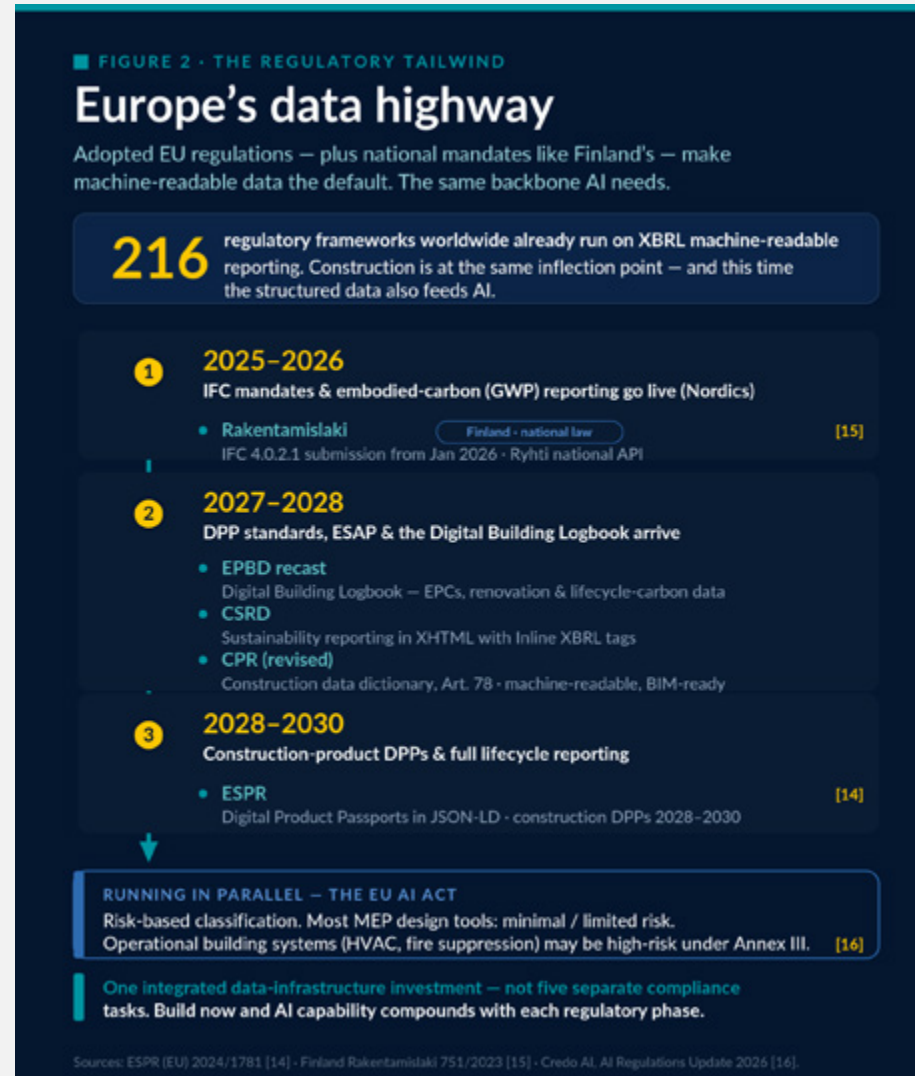 FIGURE 2 · THE REGULATORY TAILWIND
Europe's data highway
Adopted EU regulations — plus national mandates like Finland's — make
machine-readable data the default. The same backbone AI needs.
216
regulatory frameworks worldwide already run on XBRL machine-readable
reporting. Construction is at the same inflection point — and this time
the structured data also feeds AI.
1
2025–2026
IFC mandates & embodied-carbon (GWP) reporting go live (Nordics)
Rakentamislaki
Finland · national law
[15]
IFC 4.0.2.1 submission from Jan 2026 · Ryhti national API
2
2027–2028
DPP standards, ESAP & the Digital Building Logbook arrive
EPBD recast
Digital Building Logbook — EPCs, renovation & lifecycle-carbon data
CSRD
Sustainability reporting in XHTML with Inline XBRL tags
CPR (revised)
Construction data dictionary, Art. 78 · machine-readable, BIM-ready
3
2028–2030
Construction-product DPPs & full lifecycle reporting
ESPR
[14]
Digital Product Passports in JSON-LD · construction DPPs 2028–2030
RUNNING IN PARALLEL — THE EU AI ACT
Risk-based classification. Most MEP design tools: minimal / limited risk.
Operational building systems (HVAC, fire suppression) may be high-risk under Annex III. [16]
One integrated data-infrastructure investment — not five separate compliance
tasks. Build now and AI capability compounds with each regulatory phase.
Sources: ESPR (EU) 2024/1781 [14] · Finland Rakentamislaki 751/2023 [15] · Credo AI, AI Regulations Update 2026 [16].